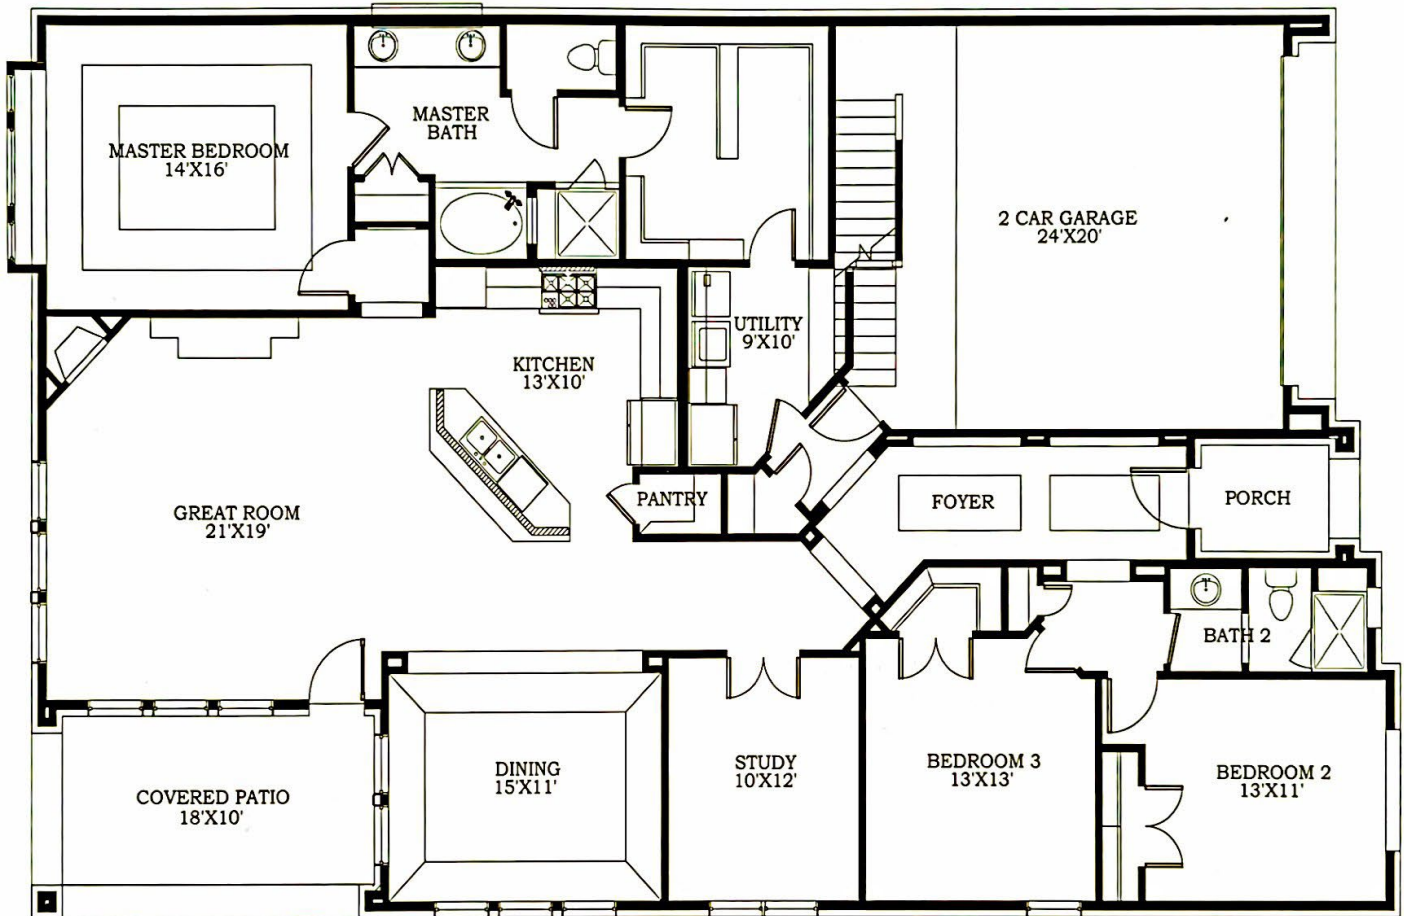 MASTER BEDROOM
14'X16'
MASTER
BATH
2 CAR GARAGE
24'X20'
UTILITY
9'X10'
KITCHEN
13'X10'
GREAT ROOM
21'X19'
PANTRY
FOYER
PORCH
BATH 2
COVERED PATIO
18'X10'
DINING
15'X11'
STUDY
10'X12'
BEDROOM 3
13'X13'
BEDROOM 2
13'X11'